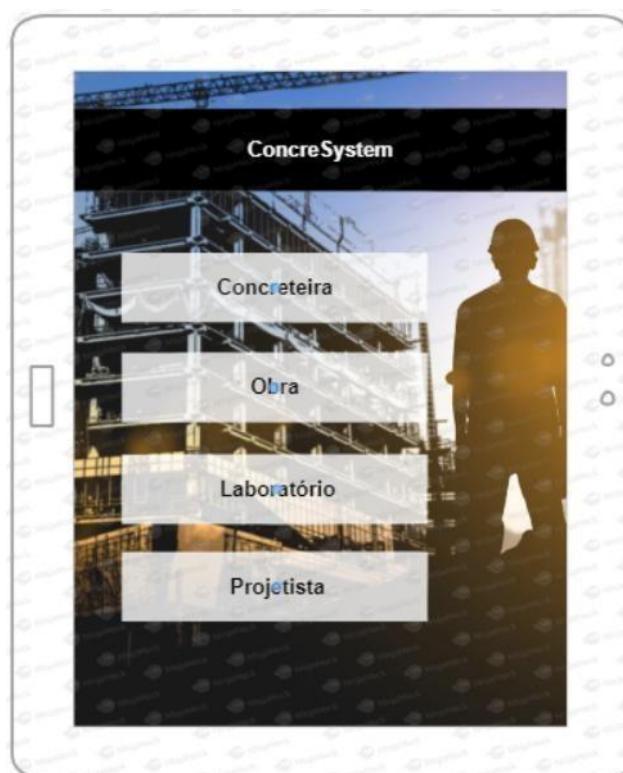 ConcreSystem
Concreteira
Obra
Laboratório
Projetista